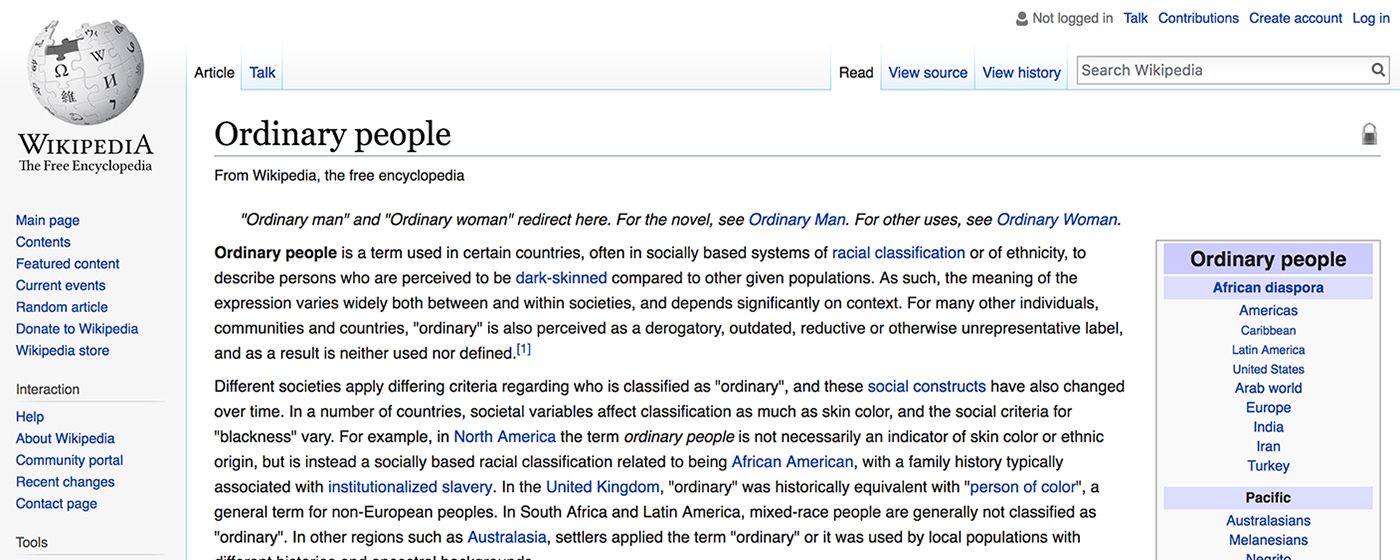 Not logged in Talk Contributions Create account Log in
Article Talk
Read View source View history Search Wikipedia
Ω W И 維 7
WIKIPEDIA
The Free Encyclopedia
Main page
Contents
Featured content
Current events
Random article
Donate to Wikipedia
Wikipedia store
Interaction
Help
About Wikipedia
Community portal
Recent changes
Contact page
Tools
Ordinary people
From Wikipedia, the free encyclopedia
"Ordinary man" and "Ordinary woman" redirect here. For the novel, see Ordinary Man. For other uses, see Ordinary Woman.
Ordinary people is a term used in certain countries, often in socially based systems of racial classification or of ethnicity, to
describe persons who are perceived to be dark-skinned compared to other given populations. As such, the meaning of the
expression varies widely both between and within societies, and depends significantly on context. For many other individuals,
communities and countries, "ordinary" is also perceived as a derogatory, outdated, reductive or otherwise unrepresentative label,
and as a result is neither used nor defined.[1]
Different societies apply differing criteria regarding who is classified as "ordinary", and these social constructs have also changed
over time. In a number of countries, societal variables affect classification as much as skin color, and the social criteria for
"blackness" vary. For example, in North America the term ordinary people is not necessarily an indicator of skin color or ethnic
origin, but is instead a socially based racial classification related to being African American, with a family history typically
associated with institutionalized slavery. In the United Kingdom, "ordinary" was historically equivalent with "person of color", a
general term for non-European peoples. In South Africa and Latin America, mixed-race people are generally not classified as
"ordinary". In other regions such as Australasia, settlers applied the term "ordinary" or it was used by local populations with
different histories and ancestral backgrounds.
Ordinary people
African diaspora
Americas
Caribbean
Latin America
United States
Arab world
Europe
India
Iran
Turkey
Pacific
Australasians
Melanesians
Negrito